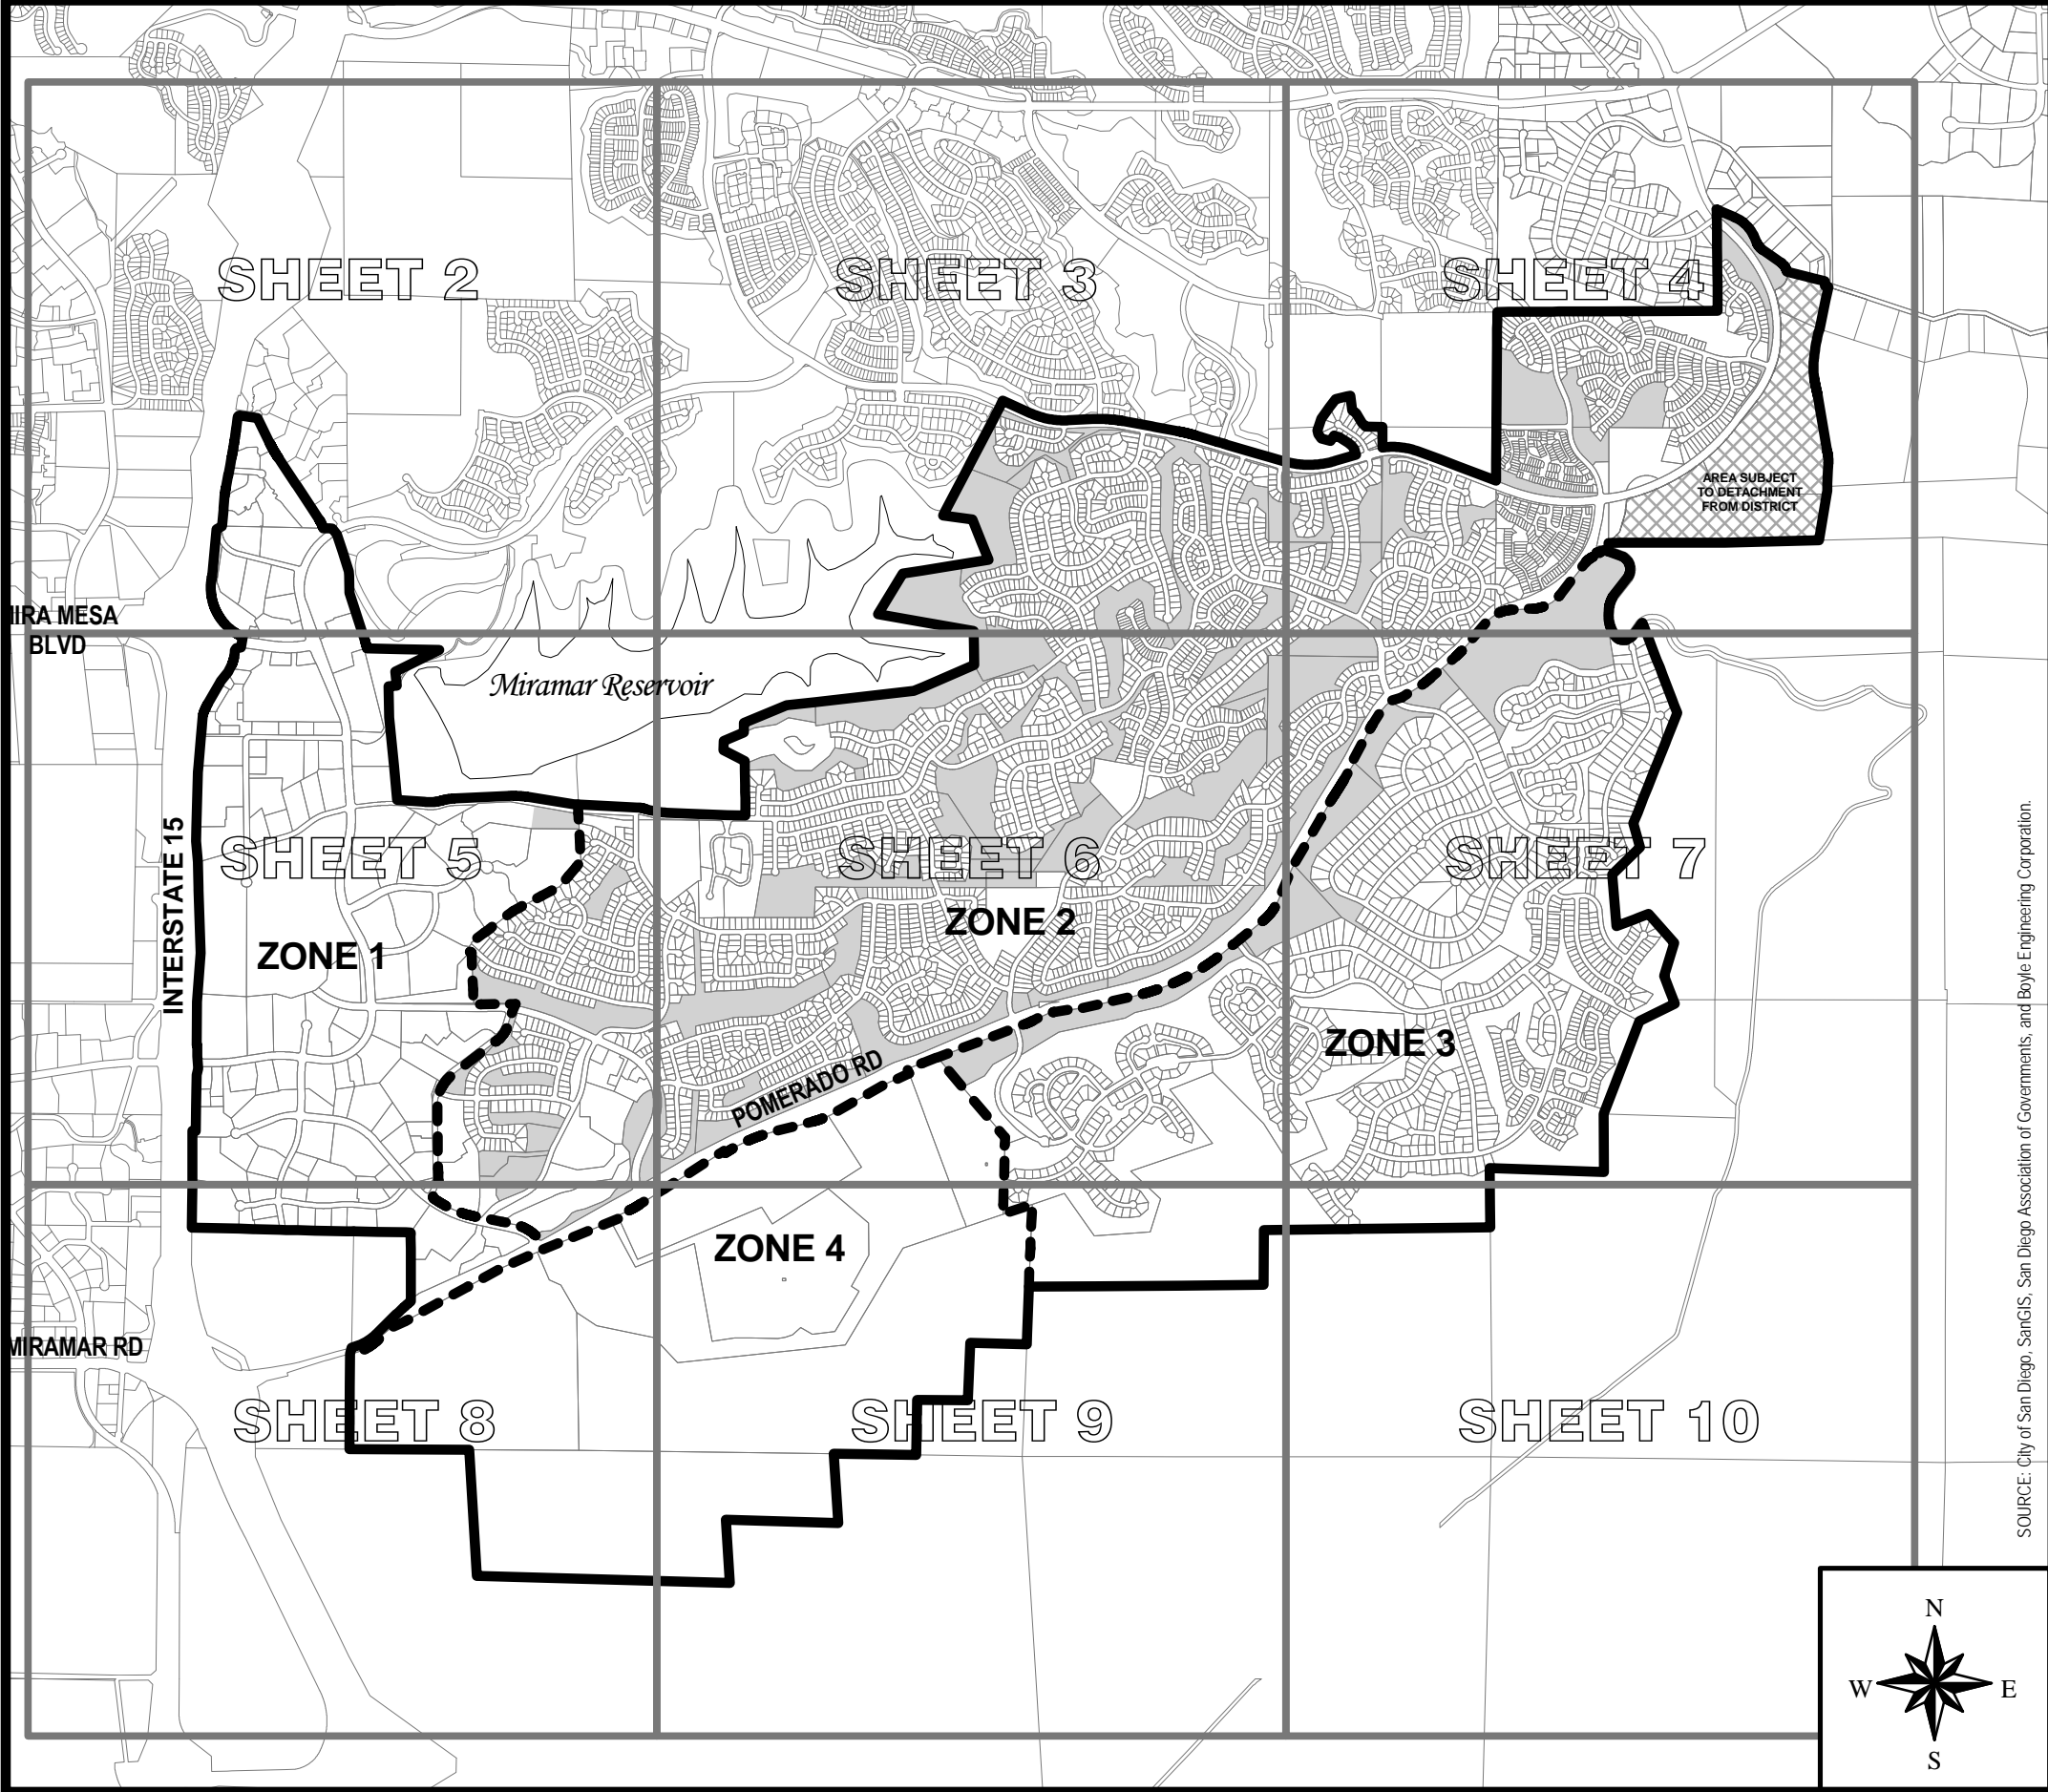 SHEET 2
SHEET 3
SHEET 4
AREA SUBJECT
TO DETACHMENT
FROM DISTRICT
IRA MESA
BLVD
Miramar Reservoir
INTERSTATE 15
SHEET 5
SHEET 6
SHEET 7
ZONE 1
ZONE 2
ZONE 3
POMERADO RD
ZONE 4
MIRAMAR RD
SHEET 8
SHEET 9
SHEET 10
SOURCE: City of San Diego, SanGIS, San Diego Association of Governments, and Boyle Engineering Corporation.
N
W
E
S